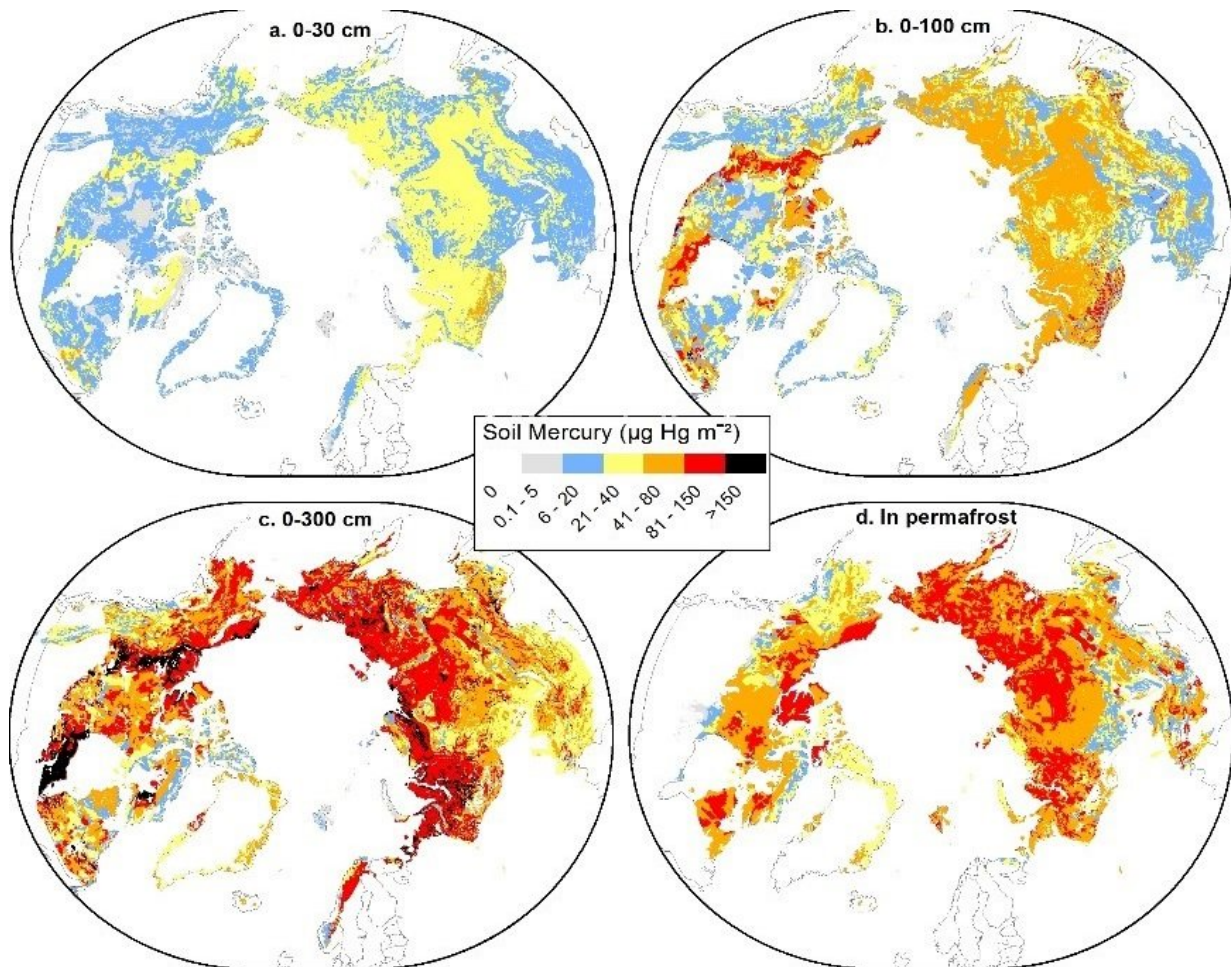 a. 0-30 cm
b. 0-100 cm
Soil Mercury (µg Hg m⁻²)
0
0.1 - 5
6 - 20
21 - 40
41 - 80
81 - 150
>150
c. 0-300 cm
d. In permafrost